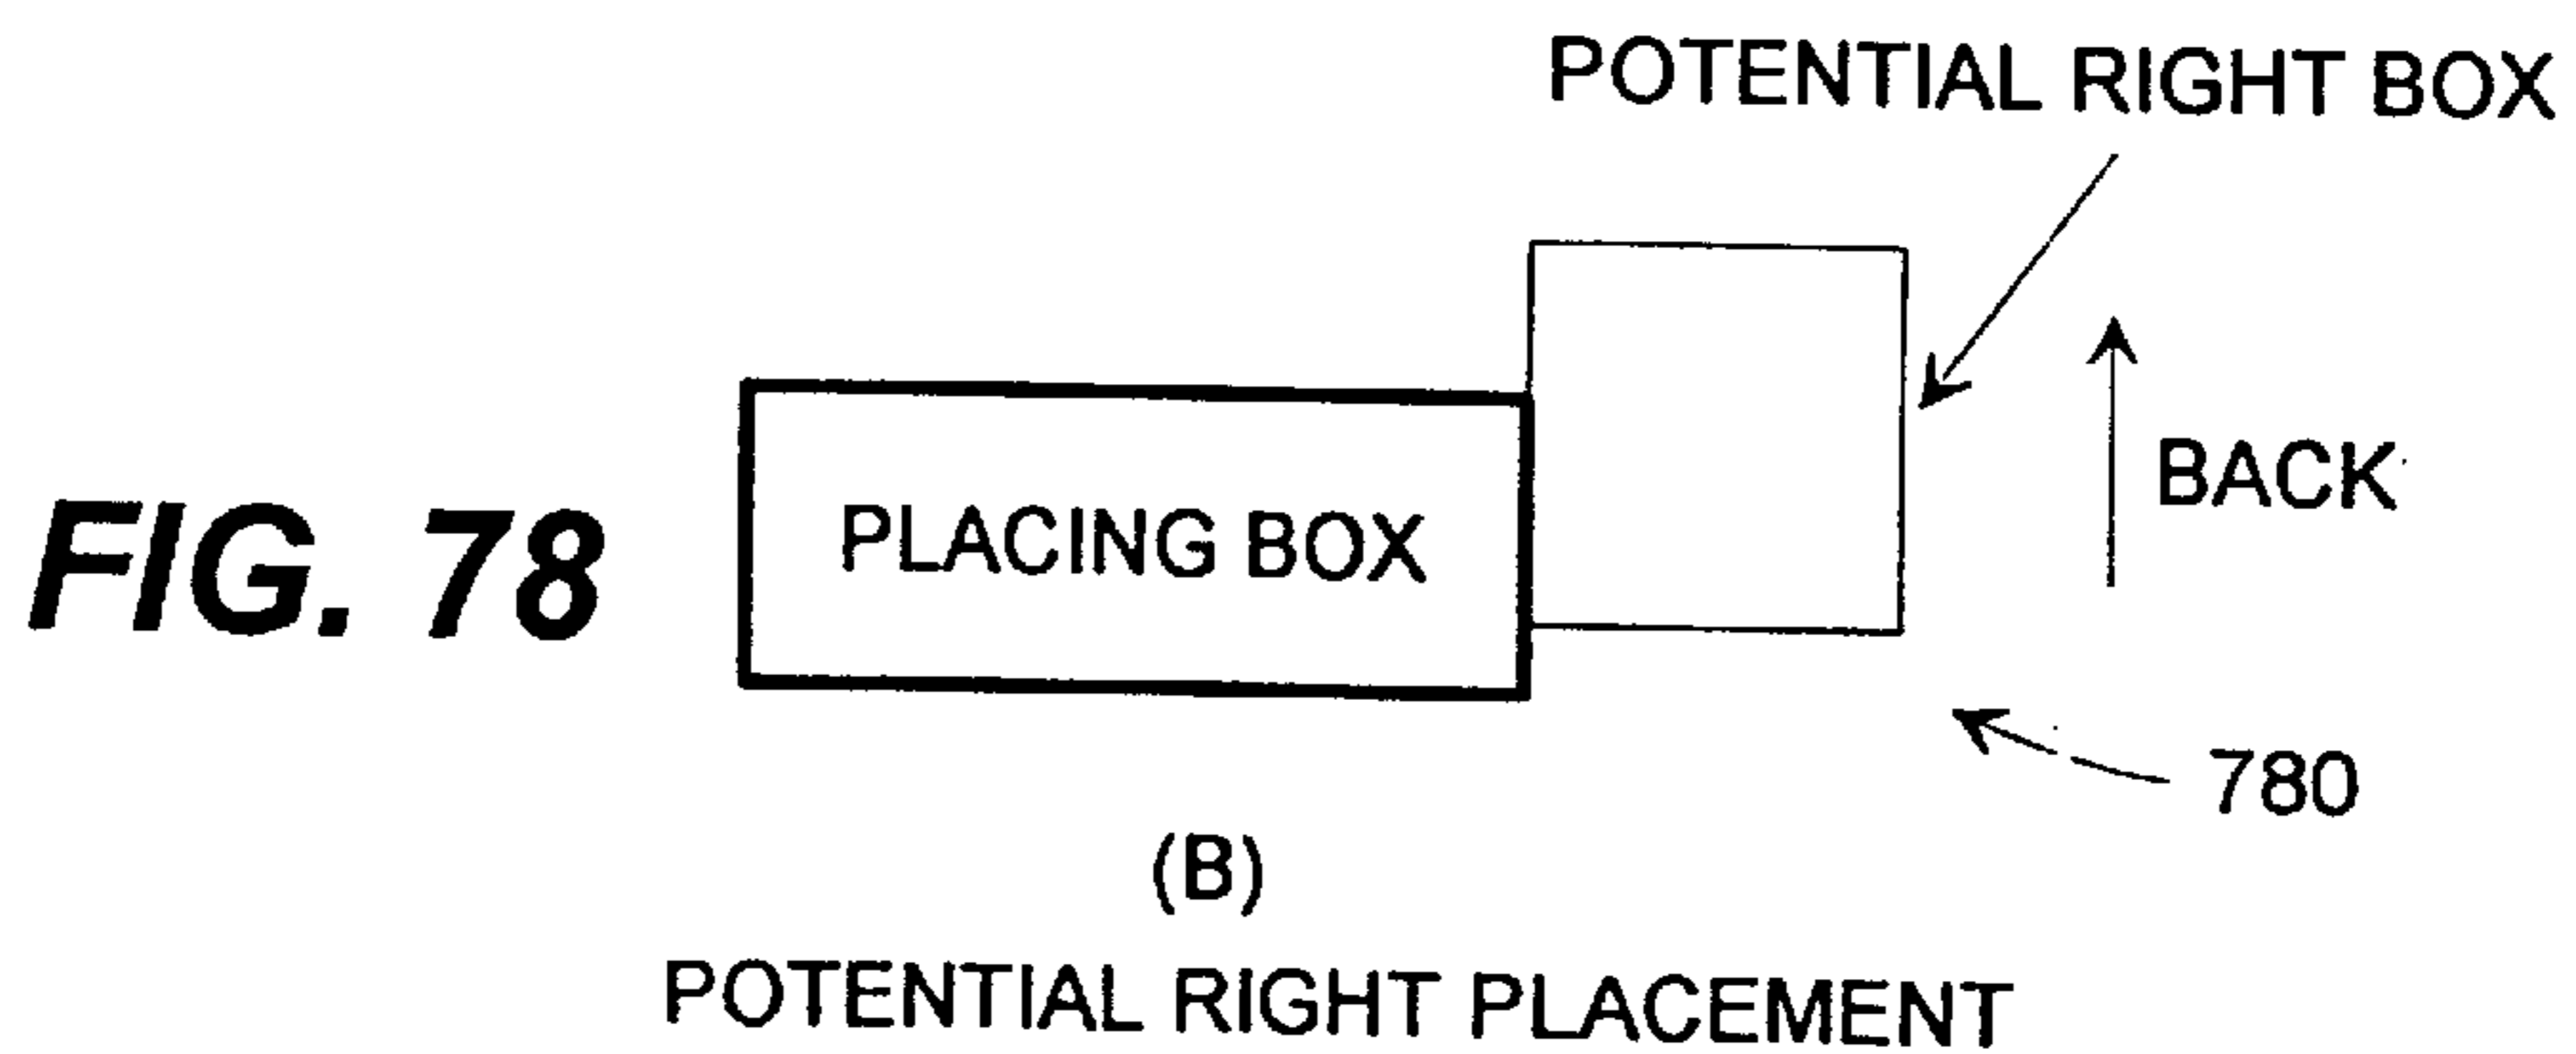 POTENTIAL RIGHT BOX
BACK
FIG. 78
PLACING BOX
780
(B)
POTENTIAL RIGHT PLACEMENT